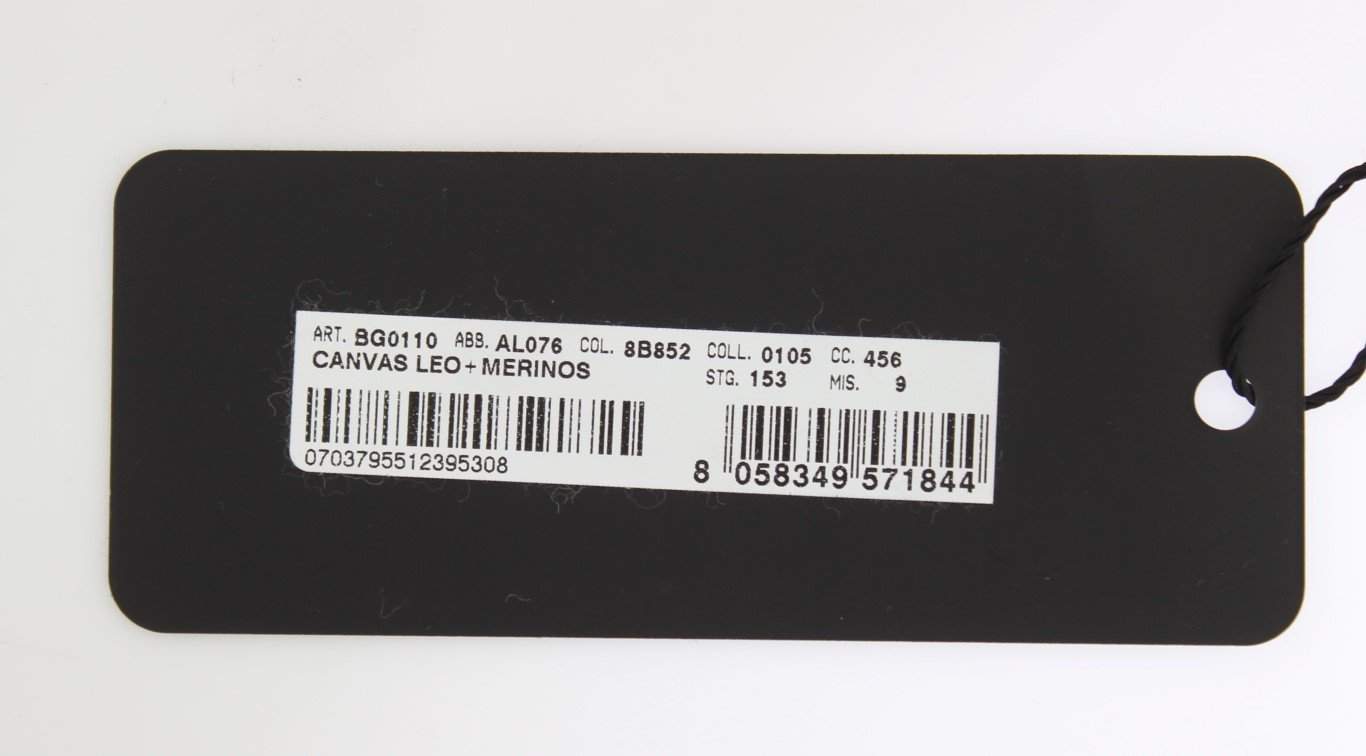 ART. BG0110 ABB. AL076 COL. 8B852 COLL. 0105 CC. 456
CANVAS LEO+MERINOS STG. 153 MIS. 9
0703795512395308
8 058349 571844